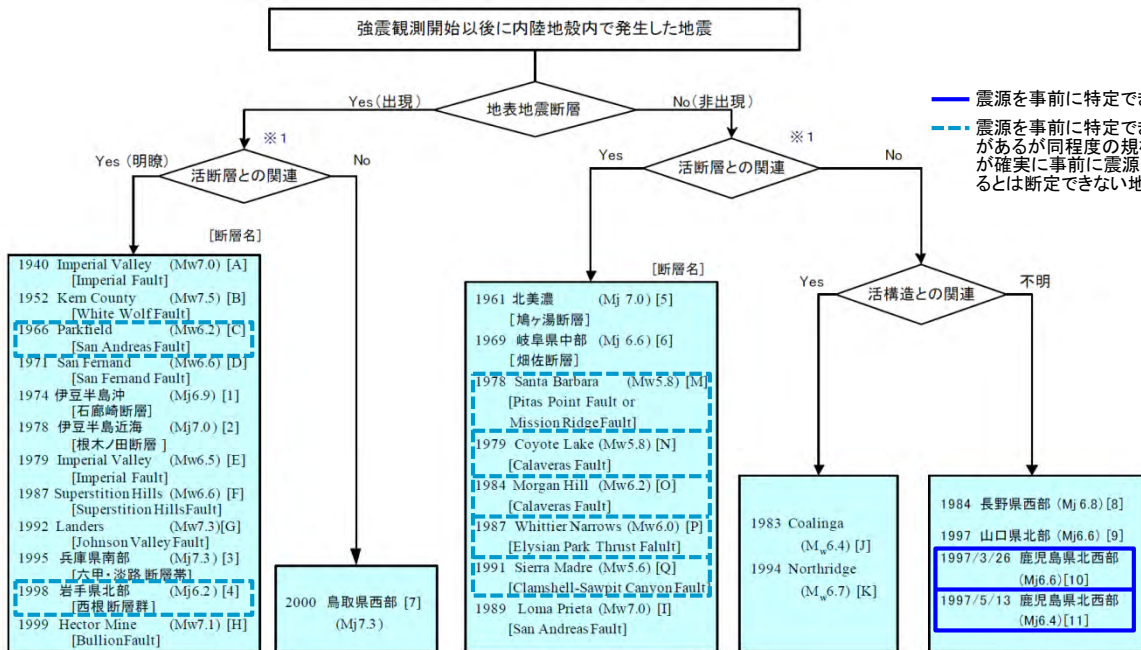 強震観測開始以後に内陸地殻内で発生した地震
地表地震断層
Yes(出現)
No(非出現)
震源を事前に特定でき
震源を事前に特定でき
があるが同程度の規
が確実に事前に震源
るとは断定できない地
※1
活断層との関連
Yes (明瞭)
No
※1
活断層との関連
Yes
No
[断層名]
1940 Imperial Valley (Mw7.0) [A]
[Imperial Fault]
1952 Kern County (Mw7.5) [B]
[White Wolf Fault]
1966 Parkfield (Mw6.2) [C]
[San Andreas Fault]
1971 San Fernand (Mw6.6) [D]
[San Fernand Fault]
1974 伊豆半島沖 (Mj6.9) [1]
[石廊崎断層]
1978 伊豆半島近海 (Mj7.0) [2]
[根木ノ田断層 ]
1979 Imperial Valley (Mw6.5) [E]
[Imperial Fault]
1987 Superstition Hills (Mw6.6) [F]
[Superstition HillsFault]
1992 Landers (Mw7.3)[G]
[Johnson Valley Fault]
1995 兵庫県南部 (Mj7.3) [3]
[六甲・淡路 断層帯]
1998 岩手県北部 (Mj6.2) [4]
[西根断層群]
1999 Hector Mine (Mw7.1) [H]
[BullionFault]
2000 鳥取県西部 [7]
(Mj7.3)
[断層名]
1961 北美濃 (Mj 7.0) [5]
[鳩ヶ湯断層]
1969 岐阜県中部 (Mj 6.6) [6]
[畑佐断層]
1978 Santa Barbara (Mw5.8) [M]
[Pitas Point Fault or
Mission RidgeFault]
1979 Coyote Lake (Mw5.8) [N]
[Calaveras Fault]
1984 Morgan Hill (Mw6.2) [O]
[Calaveras Fault]
1987 Whittier Narrows (Mw6.0) [P]
[Elysian Park Thrust Falult]
1991 Sierra Madre (Mw5.6) [Q]
[Clamshell-Sawpit Canyon Fault]
1989 Loma Prieta (Mw7.0) [I]
[San Andreas Fault]
活構造との関連
Yes
不明
1983 Coalinga
(Mw6.4) [J]
1994 Northridge
(Mw6.7) [K]
1984 長野県西部 (Mj 6.8) [8]
1997 山口県北部 (Mj6.6) [9]
1997/3/26 鹿児島県北西部
(Mj6.6)[10]
1997/5/13 鹿児島県北西部
(Mj6.4)[11]